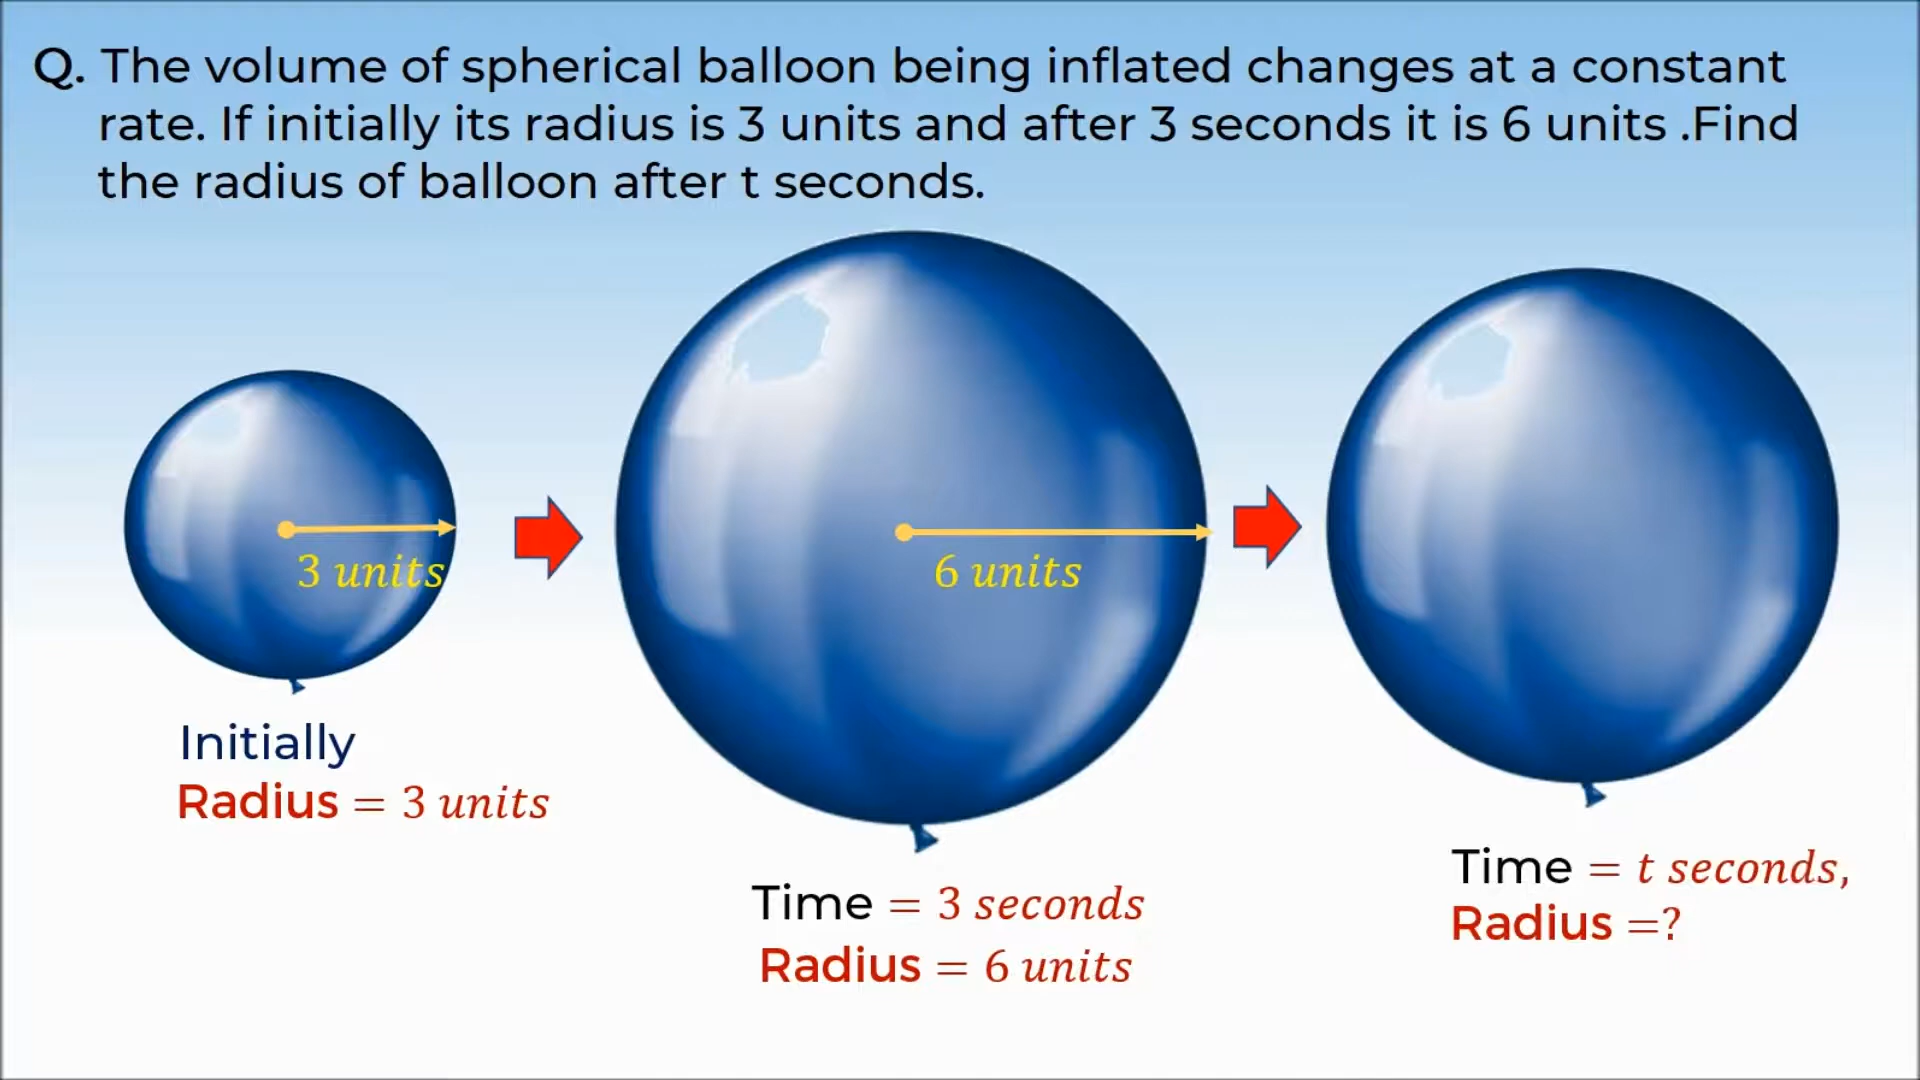 Q. The volume of spherical balloon being inflated changes at a constant
rate. If initially its radius is 3 units and after 3 seconds it is 6 units .Find
the radius of balloon after t seconds.
3 units
6 units
Initially
Radius = 3 units
Time = 3 seconds
Radius = 6 units
Time = t seconds,
Radius =?